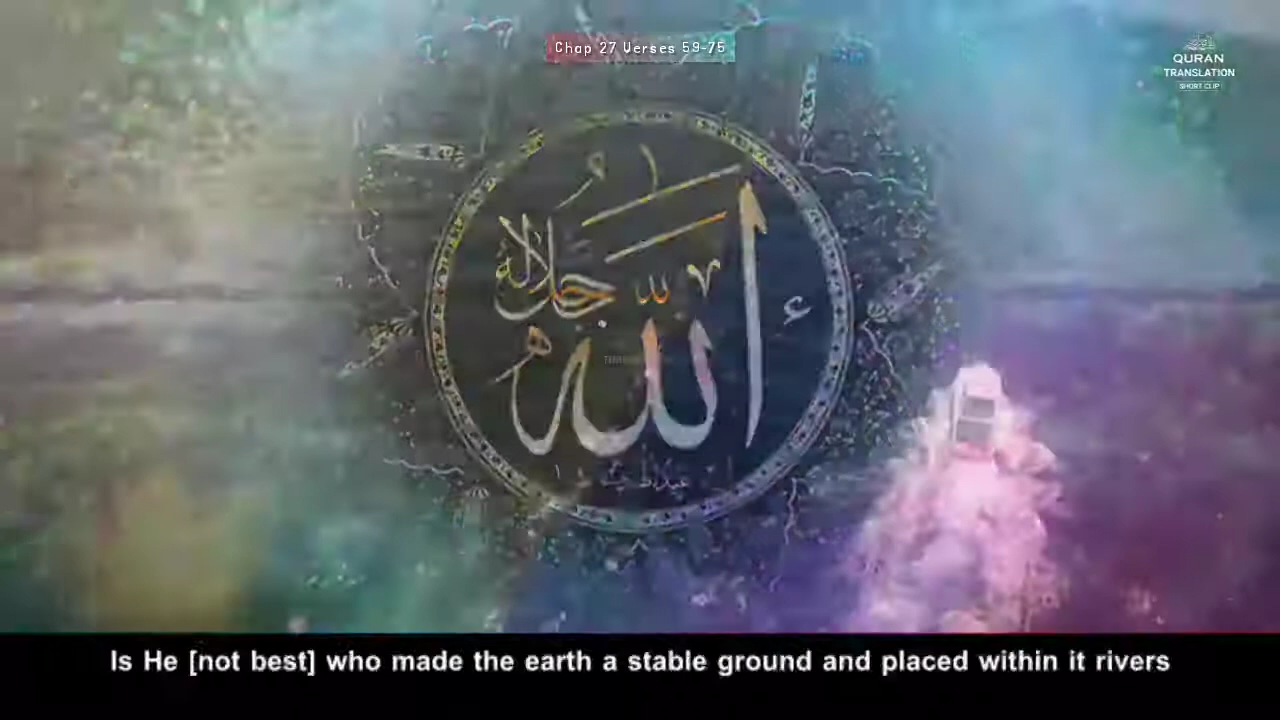 Chap 27 Verses 59-75
QURAN
TRANSLATION
SHORT CLIP
جل جلاله
الله
Is He [not best] who made the earth a stable ground and placed within it rivers